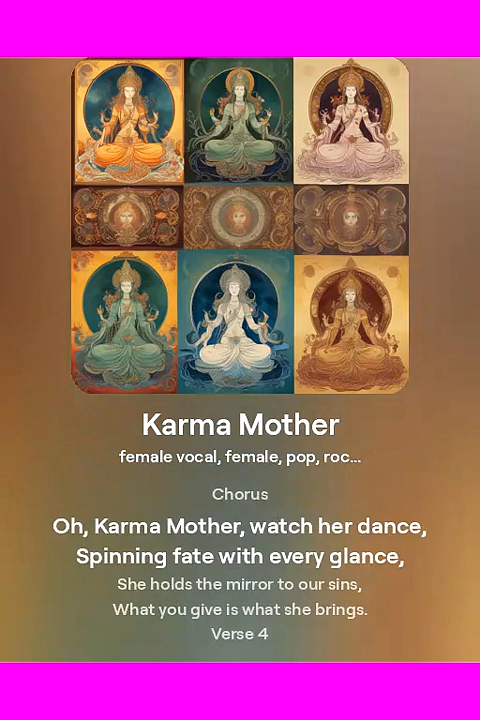 Karma Mother
female vocal, female, pop, roc...
Chorus
Oh, Karma Mother, watch her dance,
Spinning fate with every glance,
She holds the mirror to our sins,
What you give is what she brings.
Verse 4